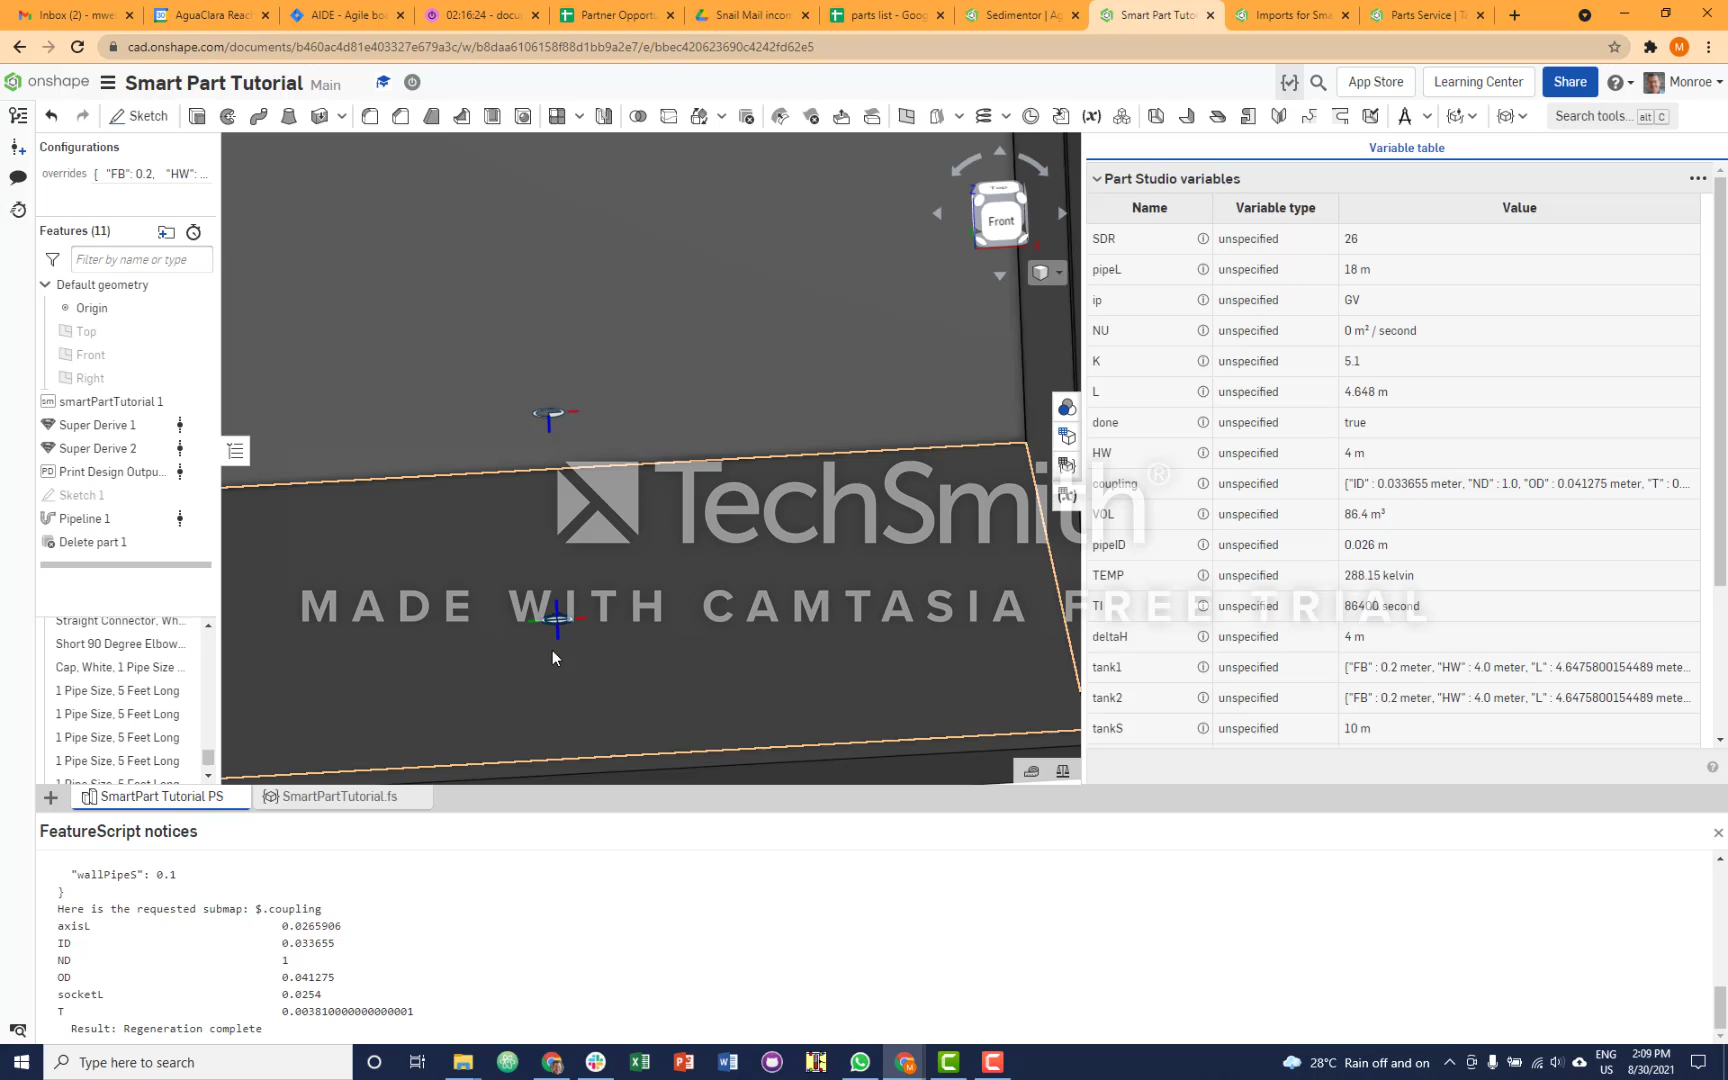 Inbox (2) - mwe
AguaClara Reac
AIDE - Agile bo
02:16:24 - docu
Partner Opportu
Snail Mail incon
parts list - Goog
Sedimentor | Ag
Smart Part Tuto
Imports for Sma
Parts Service | T
cad.onshape.com/documents/b460ac4d81e403327e679a3c/w/b8daa6106158f88d1bb9a2e7/e/bbec420623690c4242fd62e5
M
onshape
Smart Part Tutorial Main
App Store
Learning Center
Share
Monroe
Sketch
Search tools... alt C
Configurations
overrides { "FB": 0.2, "HW": ...
Features (11)
Filter by name or type
Default geometry
Origin
Top
Front
Right
smartPartTutorial 1
Super Derive 1
Super Derive 2
Print Design Outpu...
Sketch 1
Pipeline 1
Delete part 1
Straight Connector, Wh...
Short 90 Degree Elbow...
Cap, White, 1 Pipe Size ...
1 Pipe Size, 5 Feet Long
1 Pipe Size, 5 Feet Long
1 Pipe Size, 5 Feet Long
1 Pipe Size, 5 Feet Long
1 Pipe Size, 5 Feet Long
Top
Front
Z
Variable table
Part Studio variables
Name Variable type Value
SDR unspecified 26
pipeL unspecified 18 m
ip unspecified GV
NU unspecified 0 m² / second
K unspecified 5.1
L unspecified 4.648 m
done unspecified true
HW unspecified 4 m
coupling unspecified {"ID" : 0.033655 meter, "ND" : 1.0, "OD" : 0.041275 meter, "T" : 0....
VOL unspecified 86.4 m³
pipeID unspecified 0.026 m
TEMP unspecified 288.15 kelvin
TI unspecified 86400 second
deltaH unspecified 4 m
tank1 unspecified {"FB" : 0.2 meter, "HW" : 4.0 meter, "L" : 4.6475800154489 mete...
tank2 unspecified {"FB" : 0.2 meter, "HW" : 4.0 meter, "L" : 4.6475800154489 mete...
tankS unspecified 10 m
TechSmith®
MADE WITH CAMTASIA FREE TRIAL
SmartPart Tutorial PS
SmartPartTutorial.fs
FeatureScript notices
"wallPipeS": 0.1
}
Here is the requested submap: $.coupling
axisL 0.0265906
ID 0.033655
ND 1
OD 0.041275
socketL 0.0254
T 0.003810000000000001
Result: Regeneration complete
Type here to search
28°C Rain off and on
ENG
US
2:09 PM
8/30/2021